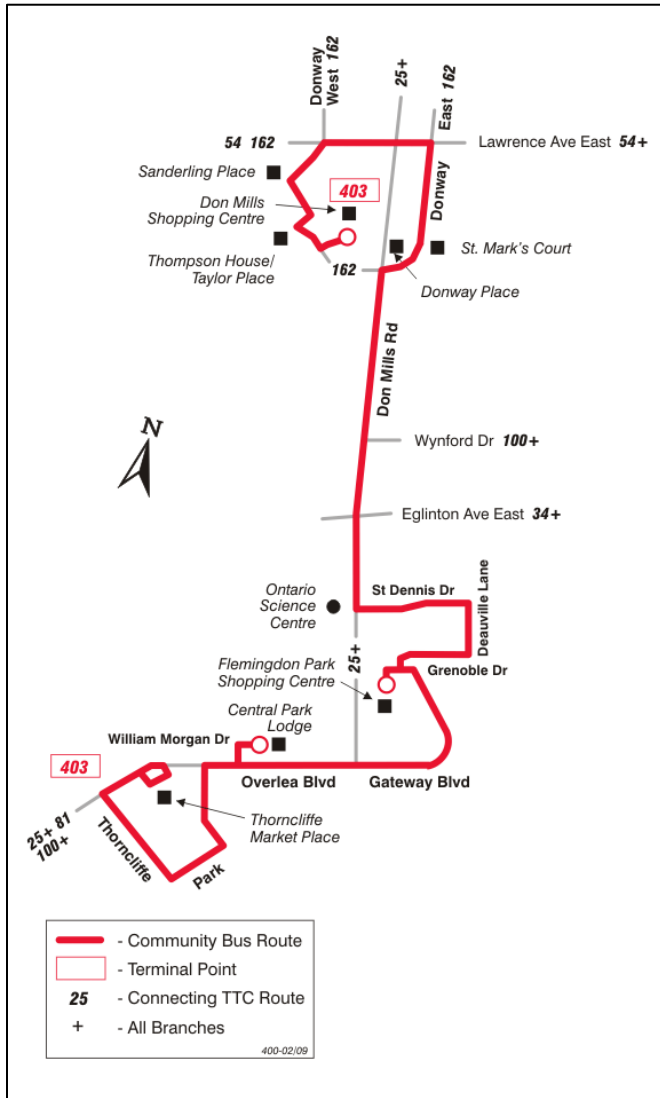 Donway
West 162
25+
East 162
54 162
Lawrence Ave East 54+
Sanderling Place
403
Don Mills
Shopping Centre
Donway
Thompson House/
Taylor Place
St. Mark's Court
162
Donway Place
Don Mills Rd
N
Wynford Dr 100+
Eglinton Ave East 34+
Ontario
Science
Centre
St Dennis Dr
Deauville Lane
25+
Flemingdon Park
Shopping Centre
Grenoble Dr
Central Park
Lodge
William Morgan Dr
403
Overlea Blvd
Gateway Blvd
25+ 81
100+
Thorncliffe
Park
Thorncliffe
Market Place
- Community Bus Route
- Terminal Point
25 - Connecting TTC Route
+ - All Branches
400-02/09